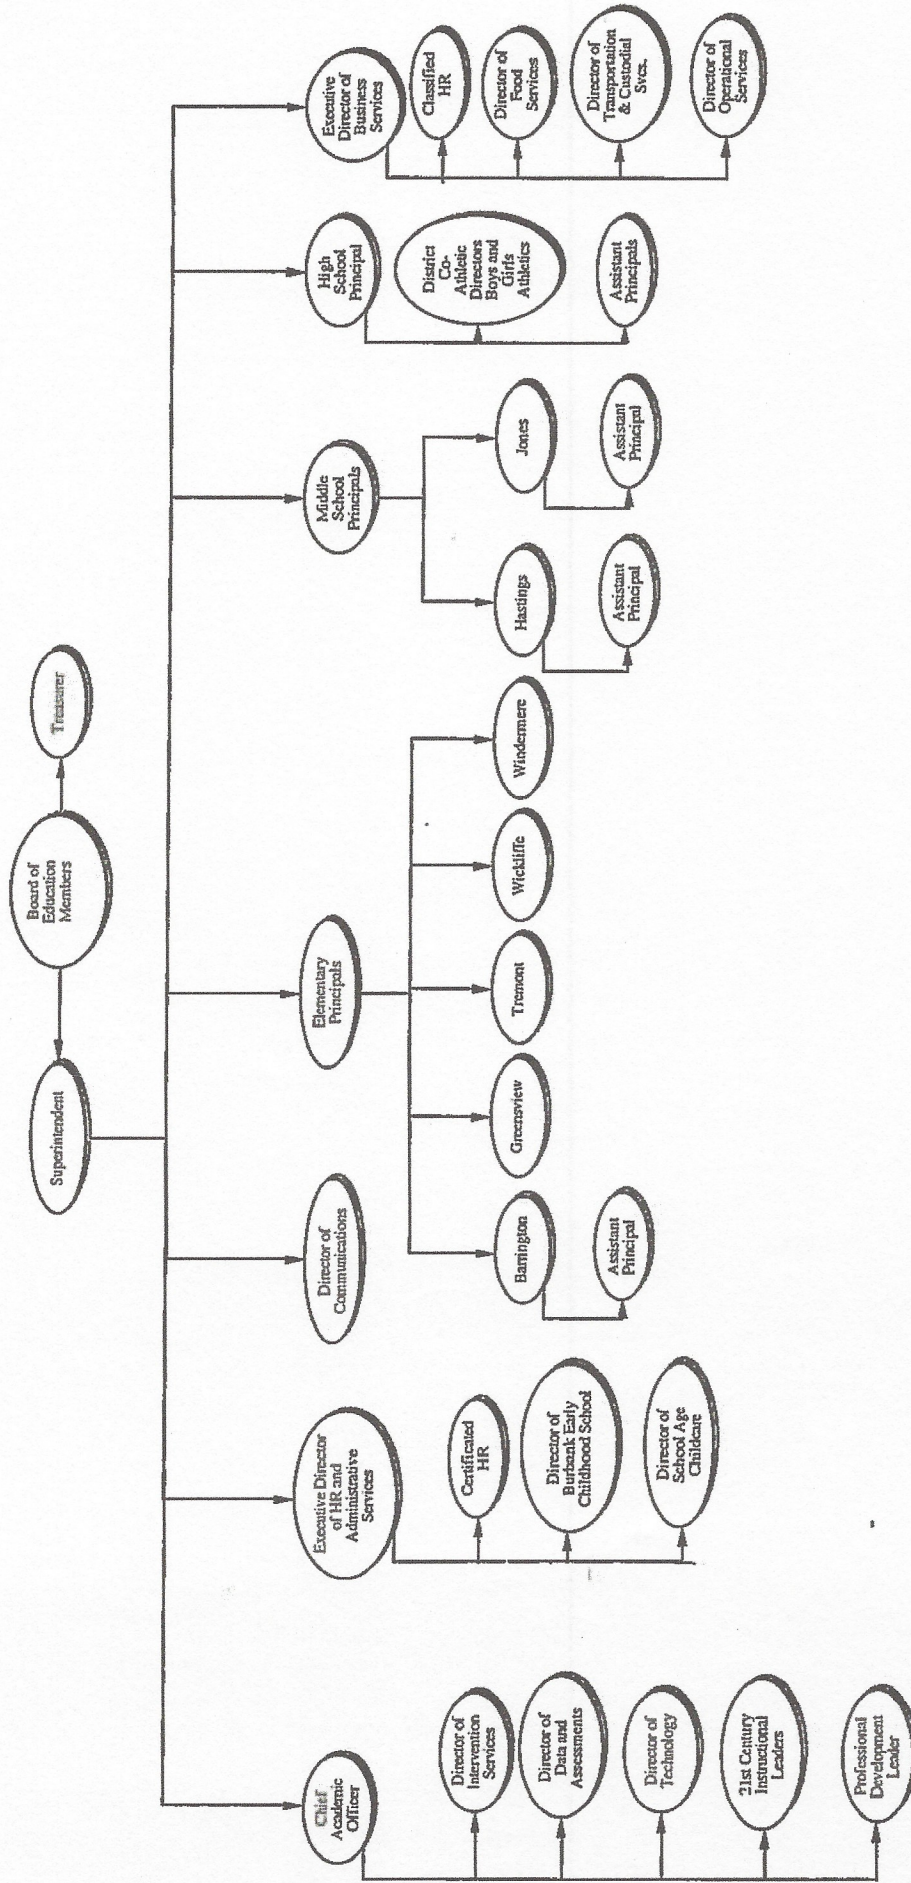 Board of
Education
Members
Treasurer
Superintendent
Chief
Academic
Officer
Director of
Intervention
Services
Director of
Data and
Assessments
Director of
Technology
21st Century
Instructional
Leaders
Professional
Development
Leader
Executive Director
of HR and
Administrative
Services
Certificated
HR
Director of
Burbank Early
Childhood School
Director of
School Age
Childcare
Director of
Communications
Elementary
Principals
Barrington
Assistant
Principal
Greensview
Tremont
Wickliffe
Windermere
Middle
School
Principals
Hastings
Assistant
Principal
Jones
Assistant
Principal
High
School
Principal
District
Co-
Athletic
Directors
Boys and
Girls
Athletics
Assistant
Principals
Executive
Director of
Business
Services
Classified
HR
Director of
Food
Services
Director of
Transportation
& Custodial
Svcs.
Director of
Operational
Services